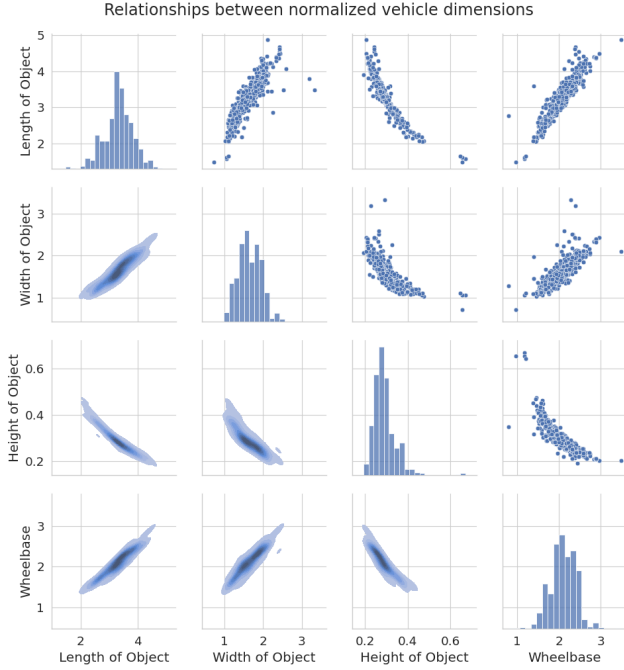 Relationships between normalized vehicle dimensions
Length of Object
5
4
3
2
Width of Object
3
2
1
Height of Object
0.6
0.4
0.2
Wheelbase
3
2
1
2 4
1 2 3
0.2 0.4 0.6
1 2 3
Length of Object Width of Object Height of Object Wheelbase